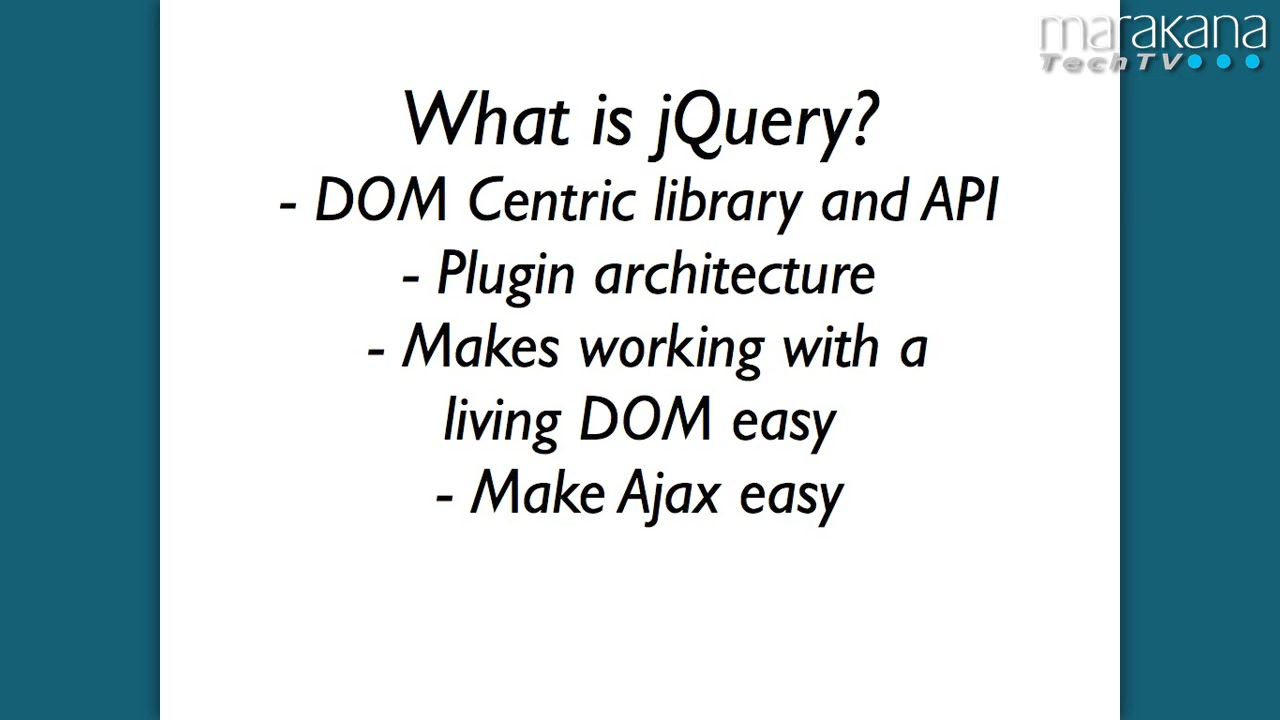 marakana
TechTV
What is jQuery?
- DOM Centric library and API
- Plugin architecture
- Makes working with a
living DOM easy
- Make Ajax easy